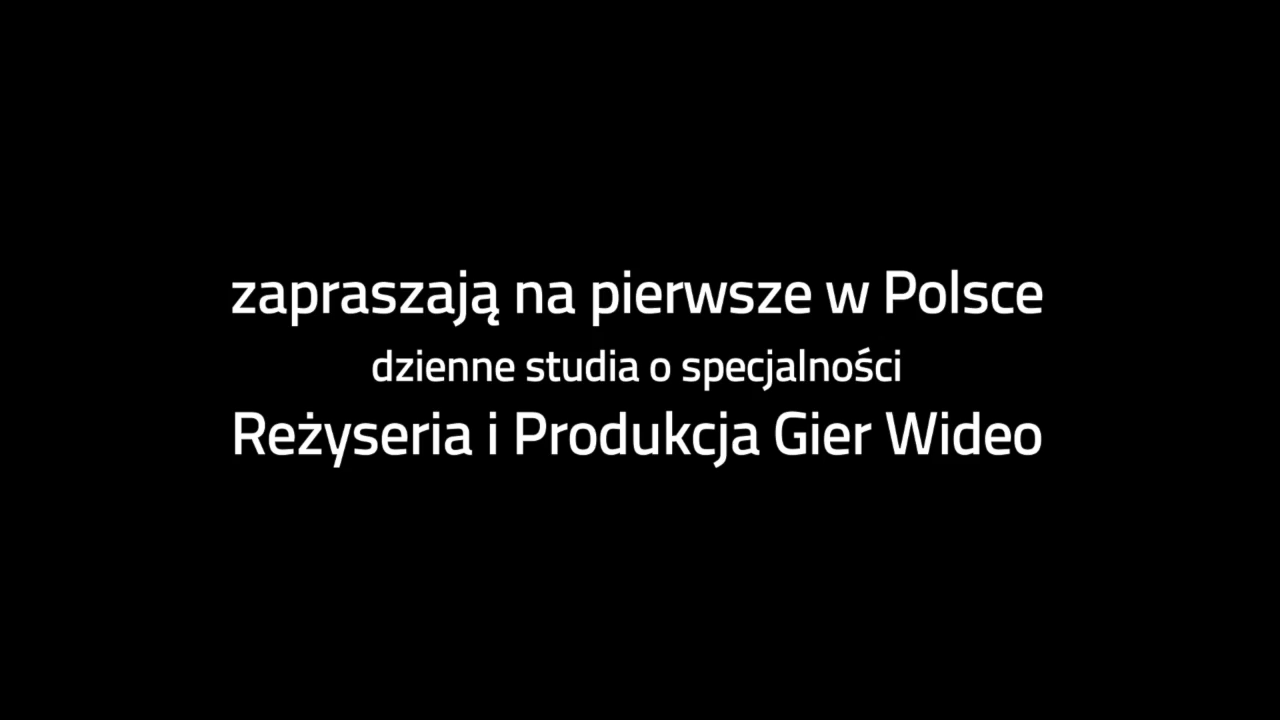 zapraszają na pierwsze w Polsce
dzienne studia o specjalności
Reżyseria i Produkcja Gier Wideo